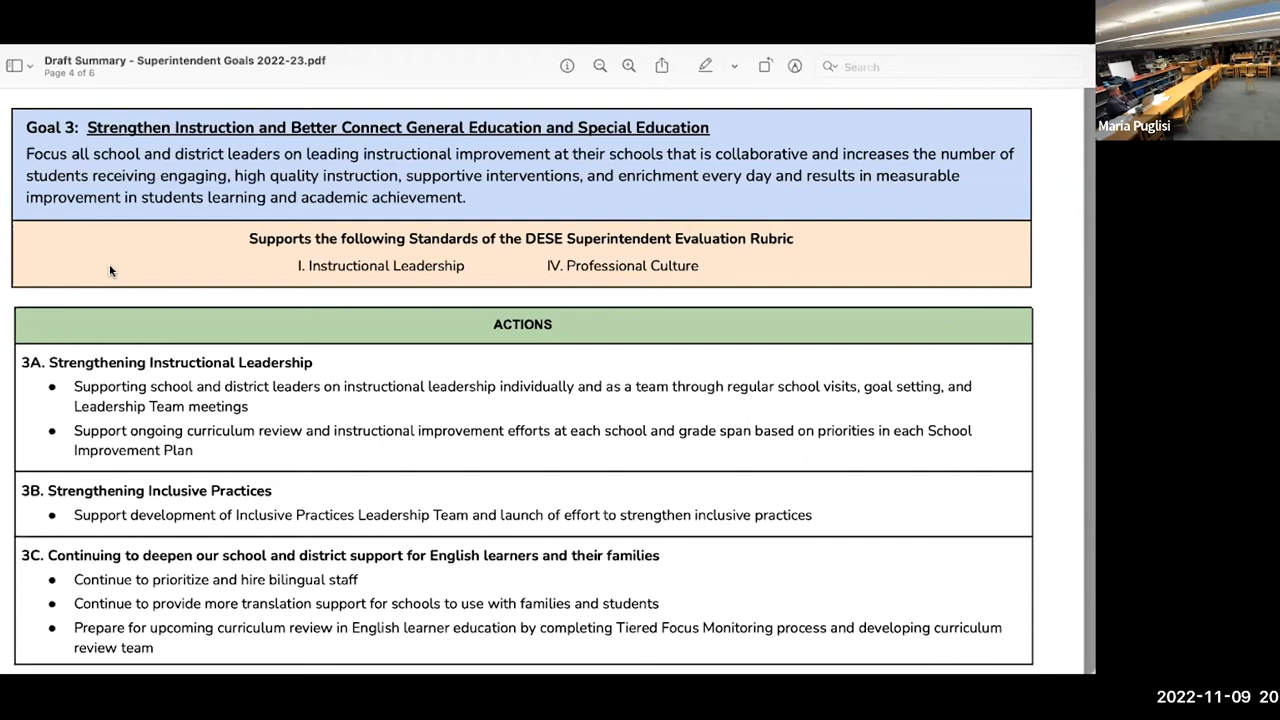 Draft Summary - Superintendent Goals 2022-23.pdf
Page 4 of 6
Search
Maria Puglisi
Goal 3: Strengthen Instruction and Better Connect General Education and Special Education
Focus all school and district leaders on leading instructional improvement at their schools that is collaborative and increases the number of
students receiving engaging, high quality instruction, supportive interventions, and enrichment every day and results in measurable
improvement in students learning and academic achievement.
Supports the following Standards of the DESE Superintendent Evaluation Rubric
I. Instructional Leadership IV. Professional Culture
ACTIONS
3A. Strengthening Instructional Leadership
● Supporting school and district leaders on instructional leadership individually and as a team through regular school visits, goal setting, and
Leadership Team meetings
● Support ongoing curriculum review and instructional improvement efforts at each school and grade span based on priorities in each School
Improvement Plan
3B. Strengthening Inclusive Practices
● Support development of Inclusive Practices Leadership Team and launch of effort to strengthen inclusive practices
3C. Continuing to deepen our school and district support for English learners and their families
● Continue to prioritize and hire bilingual staff
● Continue to provide more translation support for schools to use with families and students
● Prepare for upcoming curriculum review in English learner education by completing Tiered Focus Monitoring process and developing curriculum
review team
2022-11-09 20